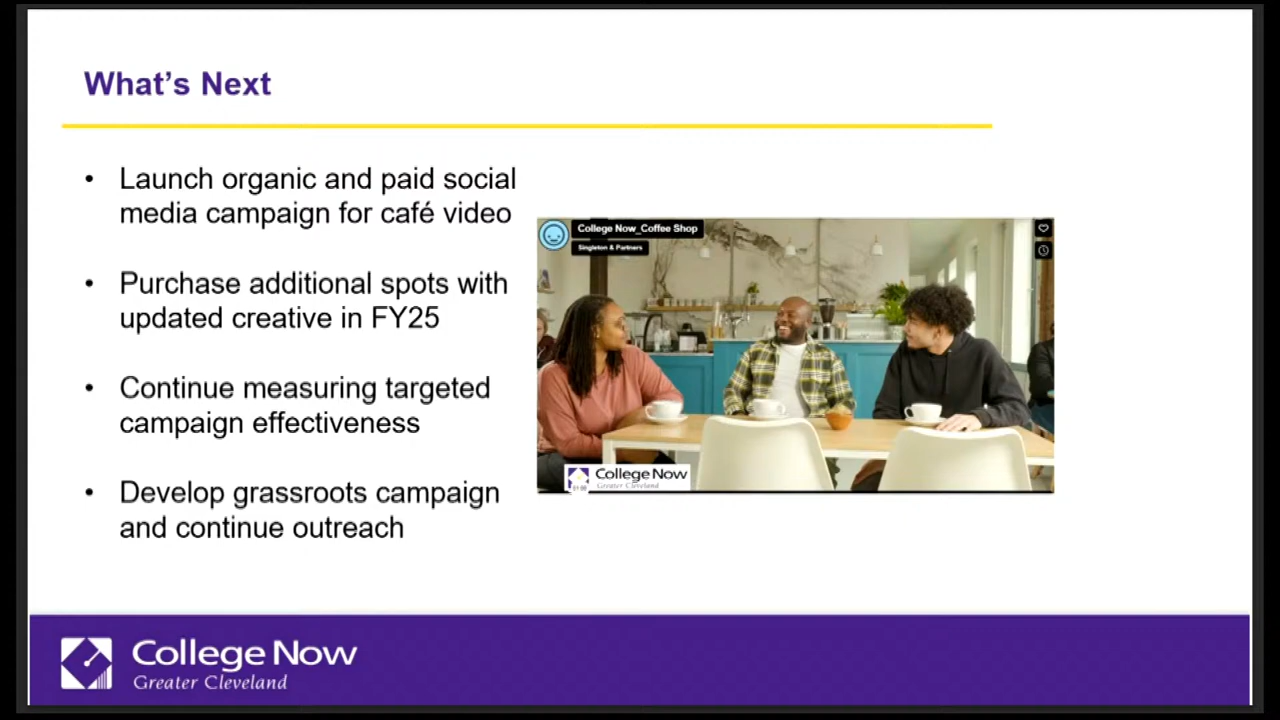 What's Next
• Launch organic and paid social
media campaign for café video
• Purchase additional spots with
updated creative in FY25
• Continue measuring targeted
campaign effectiveness
• Develop grassroots campaign
and continue outreach
College Now_Coffee Shop
Singleton & Partners
College Now
Greater Cleveland
01:00
College Now
Greater Cleveland